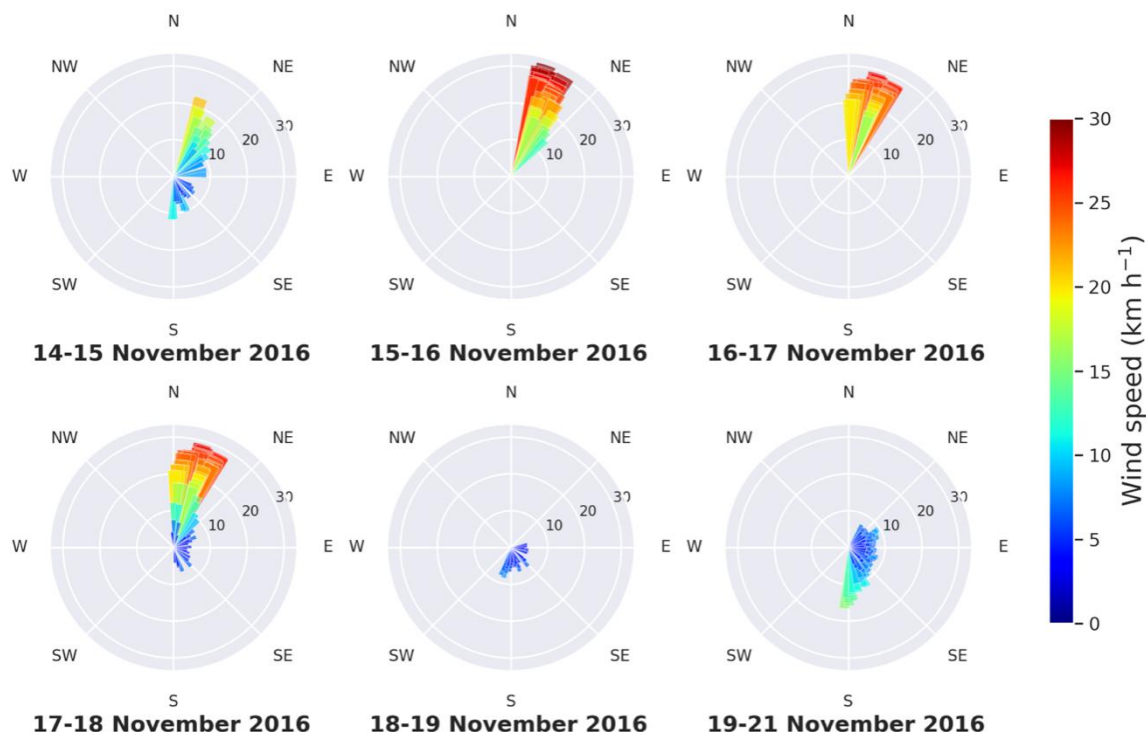 N
NW
NE
W
E
SW
SE
S
10
20
30
14-15 November 2016
N
NW
NE
W
E
SW
SE
S
10
20
30
15-16 November 2016
N
NW
NE
W
E
SW
SE
S
10
20
30
16-17 November 2016
N
NW
NE
W
E
SW
SE
S
10
20
30
17-18 November 2016
N
NW
NE
W
E
SW
SE
S
10
20
30
18-19 November 2016
N
NW
NE
W
E
SW
SE
S
10
20
30
19-21 November 2016
30
25
20
15
10
5
0
Wind speed (km h⁻¹)